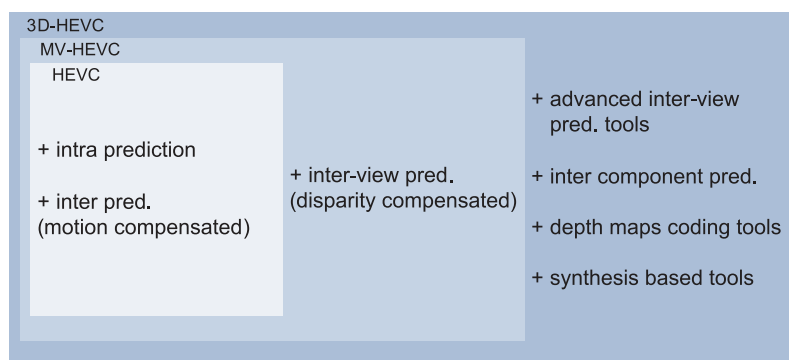 3D-HEVC
MV-HEVC
HEVC
+ intra prediction
+ inter pred.
(motion compensated)
+ inter-view pred.
(disparity compensated)
+ advanced inter-view
pred. tools
+ inter component pred.
+ depth maps coding tools
+ synthesis based tools